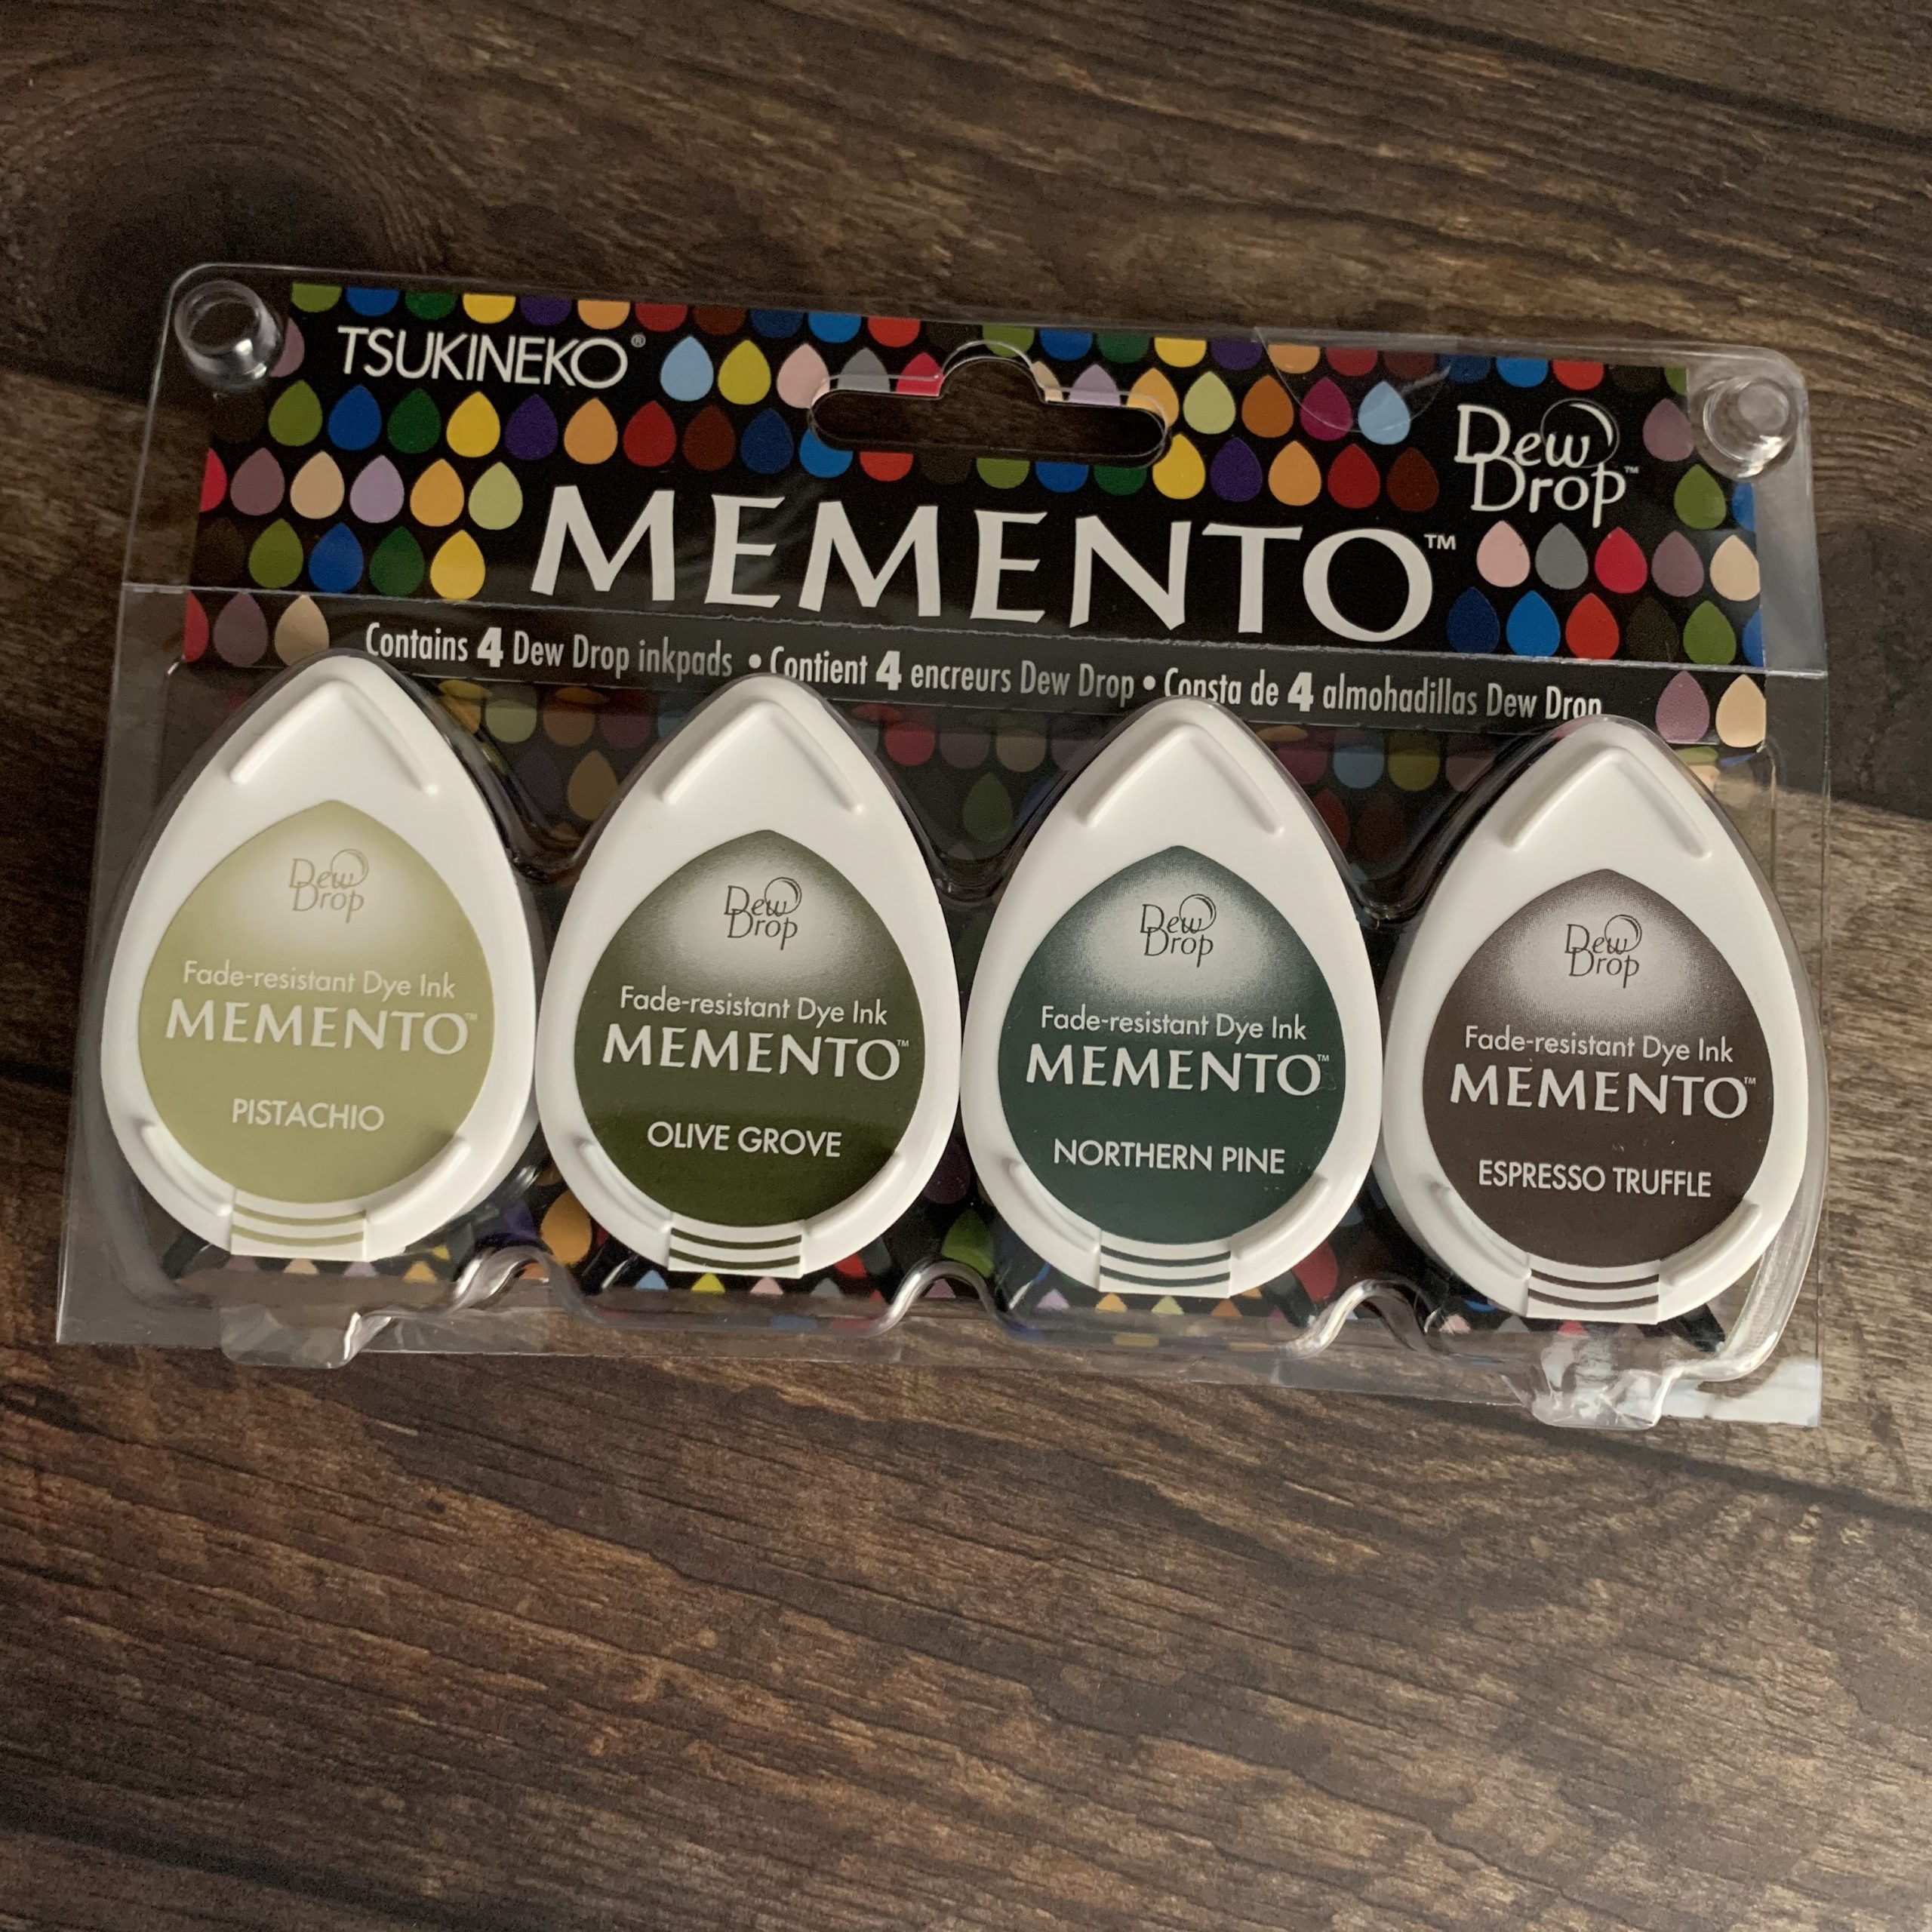 TSUKINEKO®
Dew
Drop™
MEMENTO™
Contains 4 Dew Drop inkpads • Contient 4 encreurs Dew Drop • Consta de 4 almohadillas Dew Drop
Dew
Drop
Fade-resistant Dye Ink
MEMENTO™
PISTACHIO
Dew
Drop
Fade-resistant Dye Ink
MEMENTO™
OLIVE GROVE
Dew
Drop
Fade-resistant Dye Ink
MEMENTO™
NORTHERN PINE
Dew
Drop
Fade-resistant Dye Ink
MEMENTO™
ESPRESSO TRUFFLE